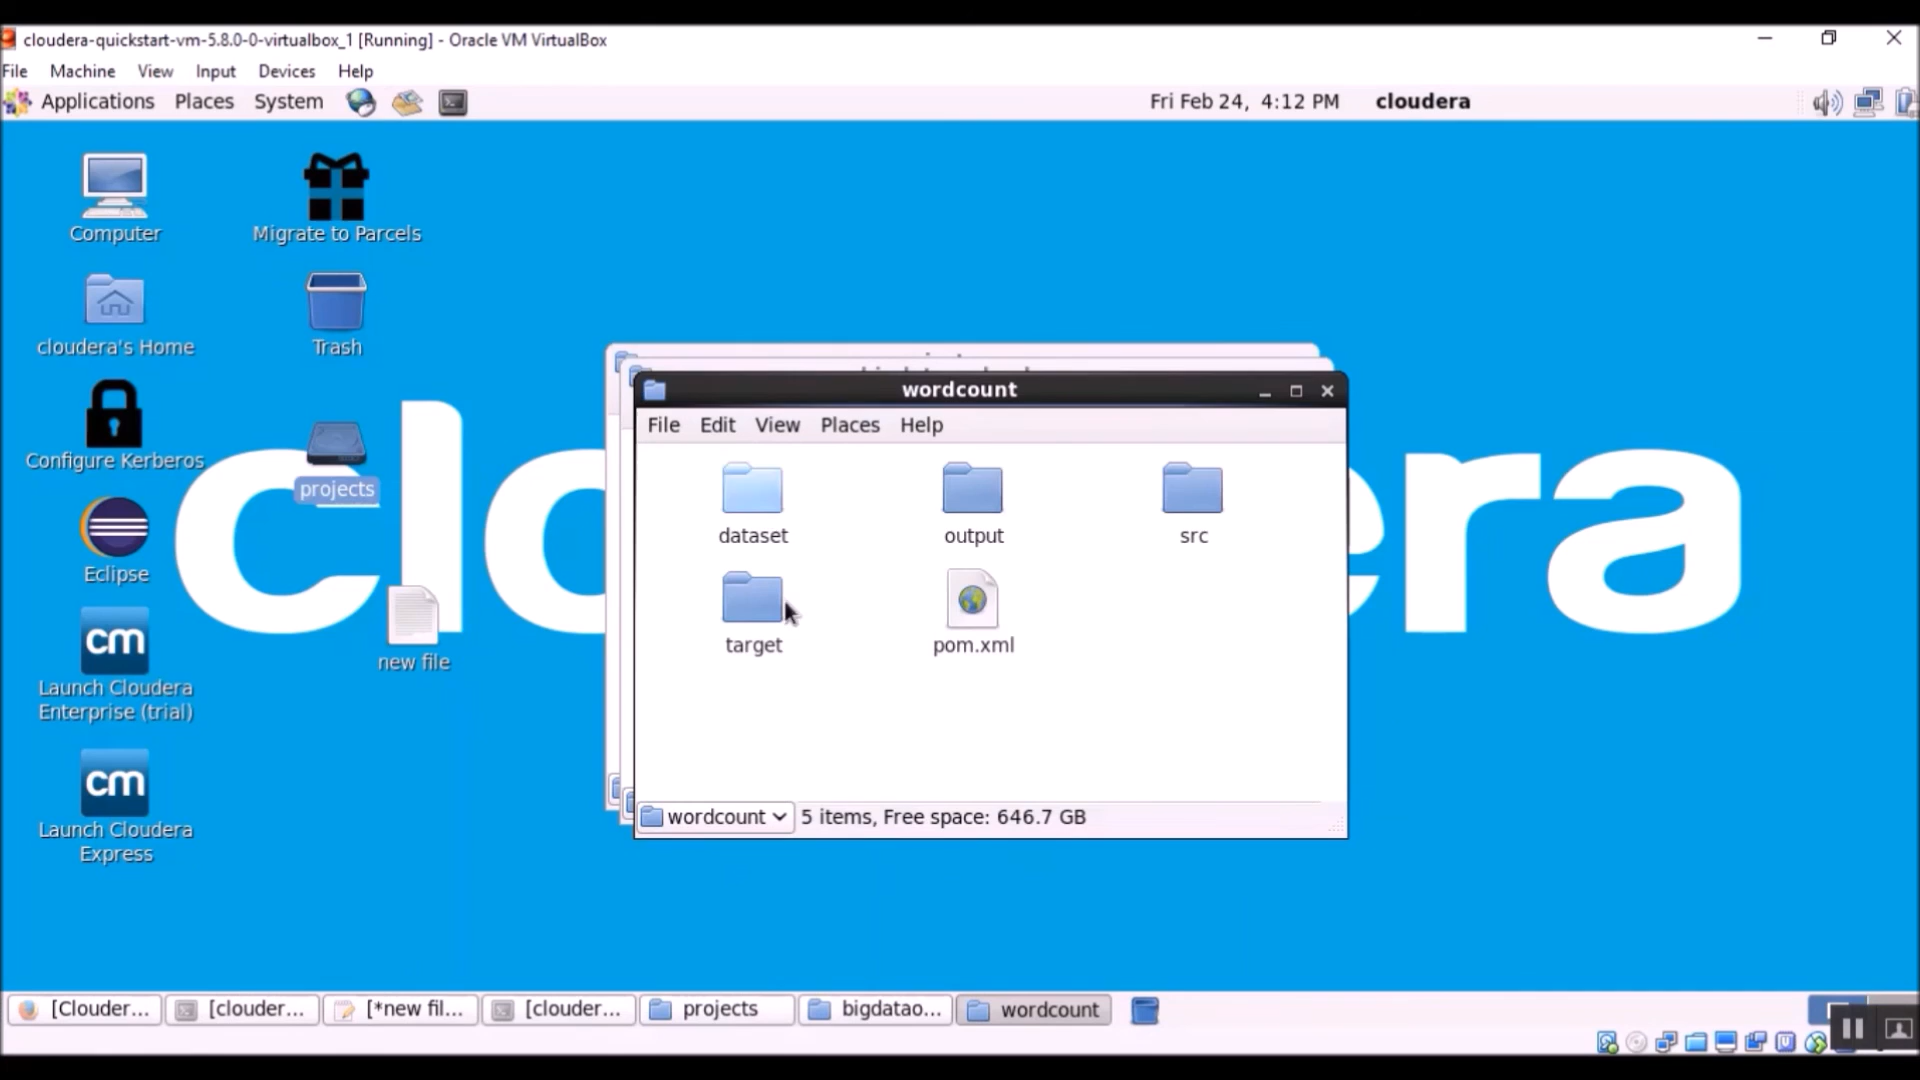 cloudera-quickstart-vm-5.8.0-0-virtualbox_1 [Running] - Oracle VM VirtualBox
File Machine View Input Devices Help
Applications Places System
Fri Feb 24, 4:12 PM cloudera
Computer
Migrate to Parcels
cloudera's Home
Trash
Configure Kerberos
projects
Eclipse
new file
cm
Launch Cloudera
Enterprise (trial)
cm
Launch Cloudera
Express
wordcount
File Edit View Places Help
dataset
output
src
target
pom.xml
wordcount
5 items, Free space: 646.7 GB
[Clouder...
[clouder...
[*new fil...
[clouder...
projects
bigdatao...
wordcount